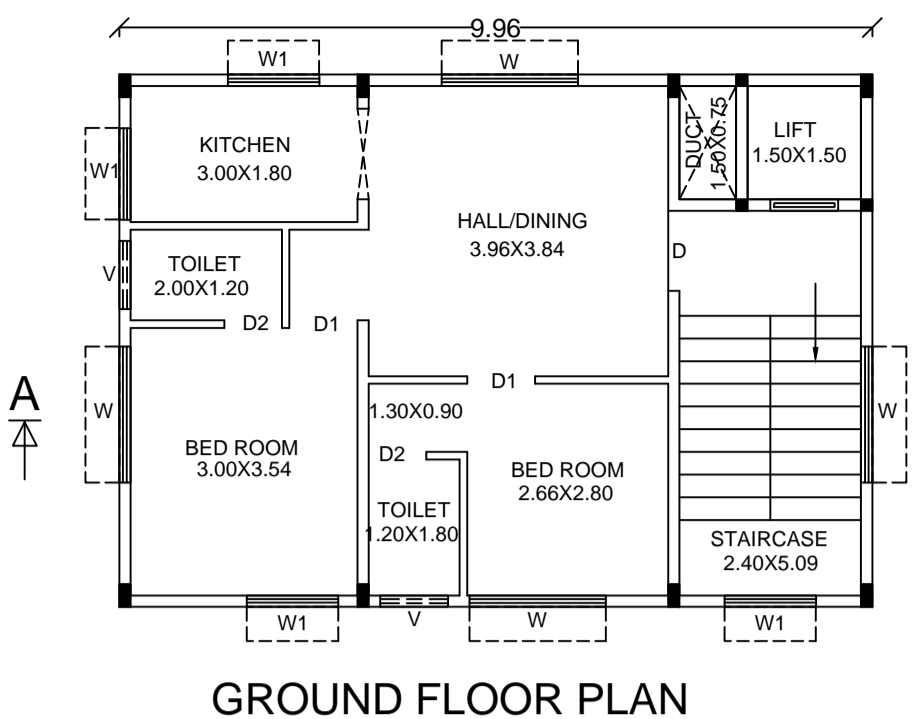 9.96
W1
W
KITCHEN
3.00X1.80
DUCT
1.50X0.75
LIFT
1.50X1.50
W1
HALL/DINING
3.96X3.84
V
TOILET
2.00X1.20
D
D2
D1
A
W
D1
1.30X0.90
W
BED ROOM
3.00X3.54
D2
BED ROOM
2.66X2.80
TOILET
1.20X1.80
STAIRCASE
2.40X5.09
W1
V
W
W1
GROUND FLOOR PLAN